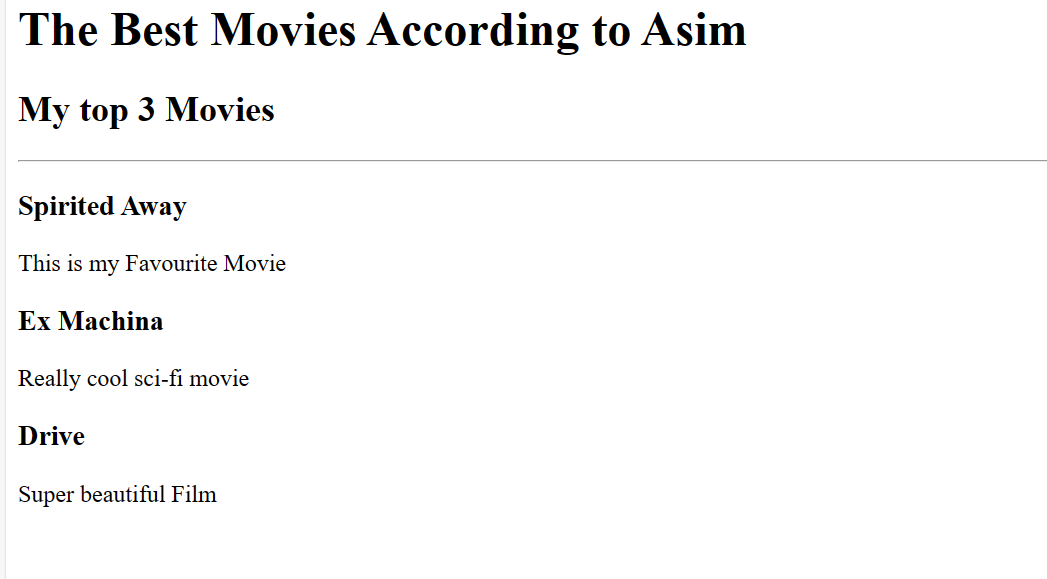 The Best Movies According to Asim
My top 3 Movies
Spirited Away
This is my Favourite Movie
Ex Machina
Really cool sci-fi movie
Drive
Super beautiful Film